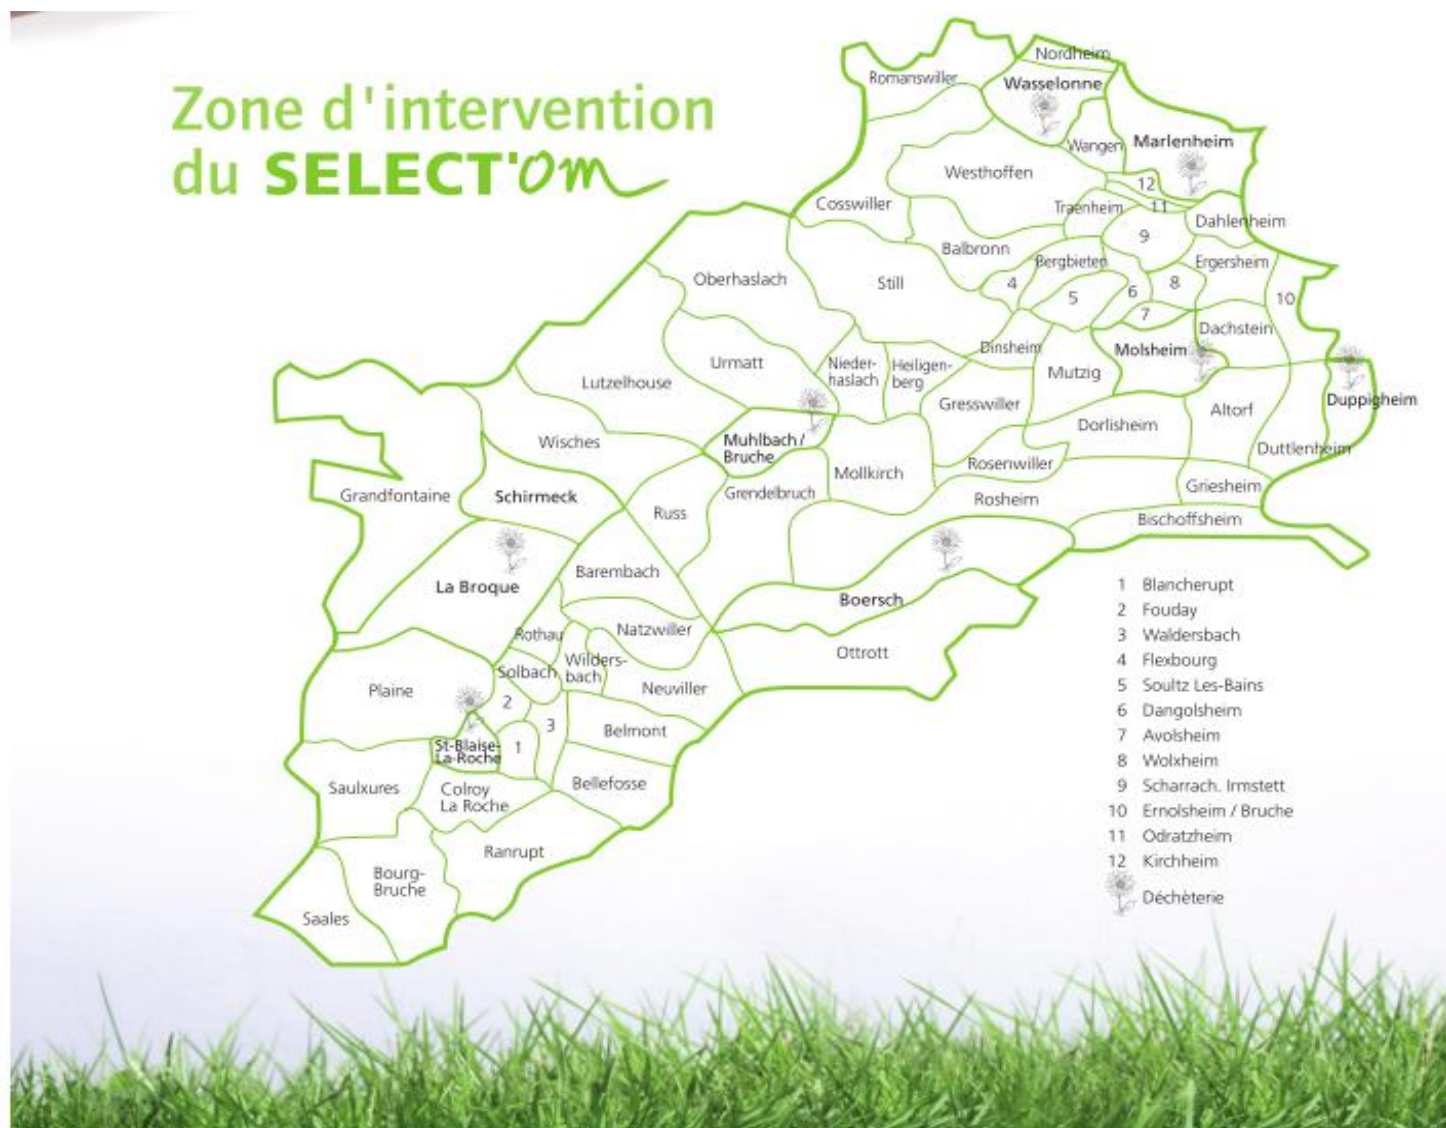 Zone d'intervention
du SELECT'om
Nordheim
Romanswiller
Wasselonne
Wangen
Marlenheim
Westhoffen
12
Cosswiller
Traenheim
11
Dahlenheim
9
Balbronn
Bergbieten
Ergersheim
Oberhaslach
Still
4
5
6
8
10
7
Dachstein
Dinsheim
Molsheim
Urmatt
Nieder-
haslach
Heiligen-
berg
Mutzig
Lutzelhouse
Gresswiller
Altorf
Duppigheim
Dorlisheim
Wisches
Muhlbach /
Bruche
Duttlenheim
Mollkirch
Rosenwiller
Griesheim
Grandfontaine
Schirmeck
Grendelbruch
Rosheim
Russ
Bischoffsheim
Barembach
La Broque
Boersch
Rothau
Natzwiller
Ottrott
Solbach
Wilders-
bach
Plaine
Neuviller
2
3
Belmont
St-Blaise-
La-Roche
1
Saulxures
Colroy
La Roche
Bellefosse
Ranrupt
Bourg-
Bruche
Saales
1 Blancherupt
2 Fouday
3 Waldersbach
4 Flexbourg
5 Soultz Les-Bains
6 Dangolsheim
7 Avolsheim
8 Wolxheim
9 Scharrach. Irmstett
10 Ernolsheim / Bruche
11 Odratzheim
12 Kirchheim
Déchèterie